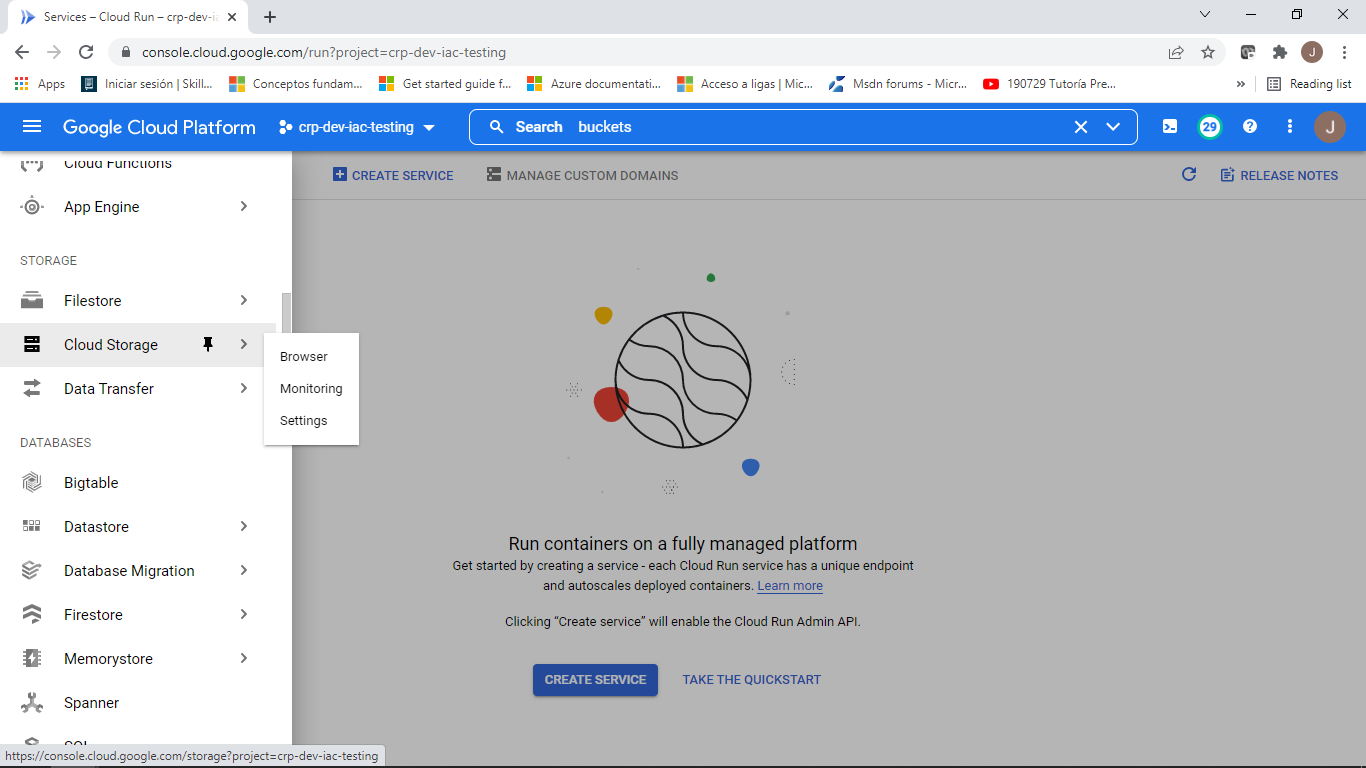 Services – Cloud Run – crp-dev-ia
console.cloud.google.com/run?project=crp-dev-iac-testing
J
Apps
Iniciar sesión | Skill...
Conceptos fundam...
Get started guide f...
Azure documentati...
Acceso a ligas | Mic...
Msdn forums - Micr...
190729 Tutoría Pre...
»
Reading list
Google Cloud Platform
crp-dev-iac-testing
Search buckets
29
J
Cloud Functions
App Engine
STORAGE
Filestore
Cloud Storage
Data Transfer
Browser
Monitoring
Settings
DATABASES
Bigtable
Datastore
Database Migration
Firestore
Memorystore
Spanner
CREATE SERVICE
MANAGE CUSTOM DOMAINS
RELEASE NOTES
Run containers on a fully managed platform
Get started by creating a service - each Cloud Run service has a unique endpoint
and autoscales deployed containers. Learn more
Clicking “Create service” will enable the Cloud Run Admin API.
CREATE SERVICE
TAKE THE QUICKSTART
https://console.cloud.google.com/storage?project=crp-dev-iac-testing